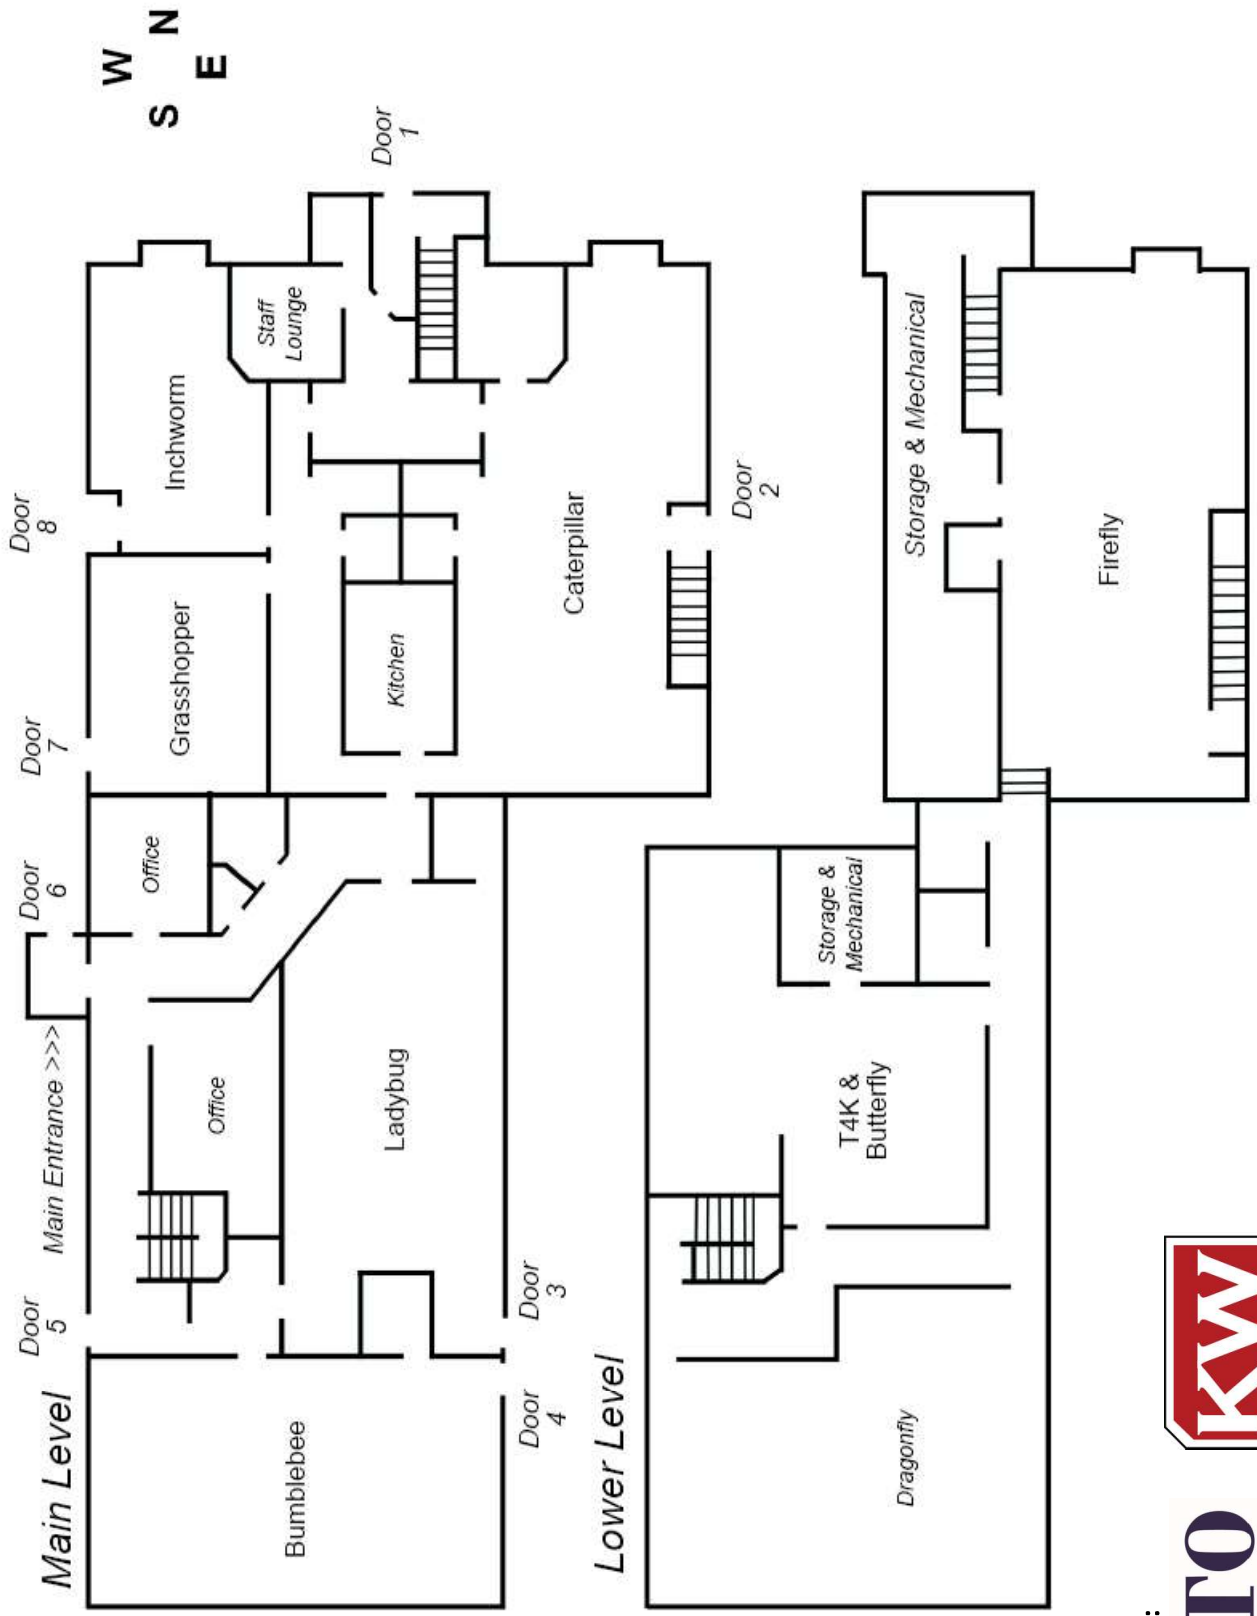 Main Level
W
S N
E
Door
5
Main Entrance >>>
Door
6
Door
7
Door
8
Door
1
Bumblebee
Office
Office
Grasshopper
Inchworm
Staff
Lounge
Ladybug
Kitchen
Caterpillar
Door
4
Door
3
Door
2
Lower Level
Dragonfly
T4K &
Butterfly
Storage &
Mechanical
Storage & Mechanical
Firefly
TO
KW